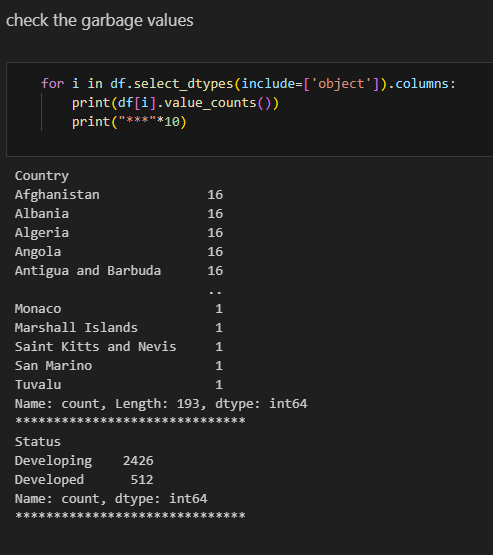 check the garbage values
for i in df.select_dtypes(include=['object']).columns:
    print(df[i].value_counts())
    print("***"*10)
Country
Afghanistan              16
Albania                  16
Algeria                  16
Angola                   16
Antigua and Barbuda      16
                         ..
Monaco                    1
Marshall Islands          1
Saint Kitts and Nevis     1
San Marino                1
Tuvalu                    1
Name: count, Length: 193, dtype: int64
******************************
Status
Developing    2426
Developed      512
Name: count, dtype: int64
******************************